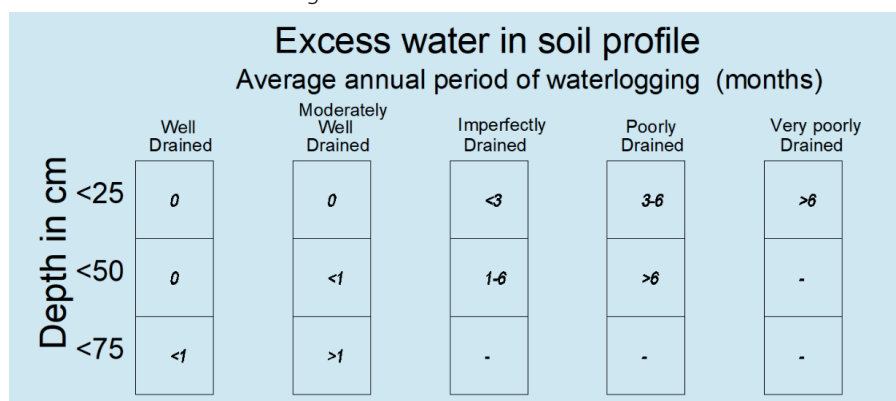 Excess water in soil profile
Average annual period of waterlogging (months)
Well Drained
Moderately Well Drained
Imperfectly Drained
Poorly Drained
Very poorly Drained
Depth in cm
<25 0 0 <3 3-6 >6
<50 0 <1 1-6 >6 -
<75 <1 >1 - - -